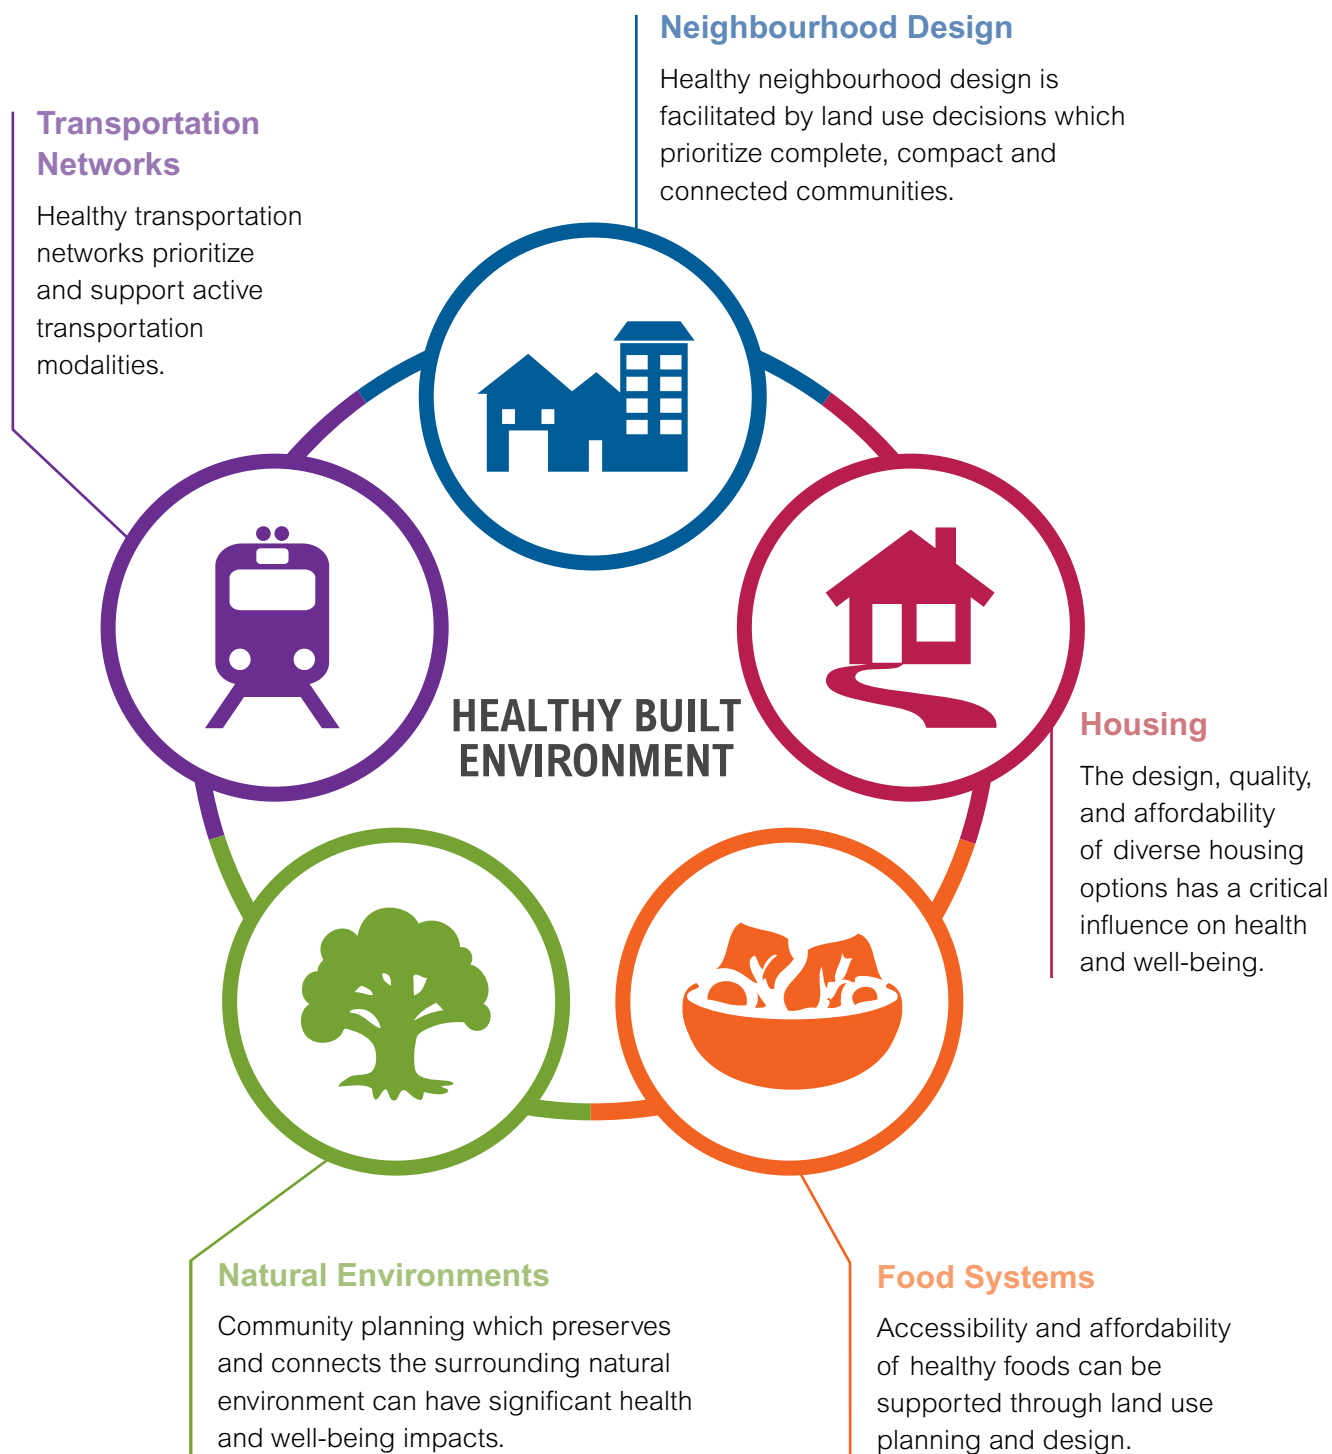 Neighbourhood Design
Healthy neighbourhood design is
facilitated by land use decisions which
prioritize complete, compact and
connected communities.
Transportation
Networks
Healthy transportation
networks prioritize
and support active
transportation
modalities.
HEALTHY BUILT
ENVIRONMENT
Housing
The design, quality,
and affordability
of diverse housing
options has a critical
influence on health
and well-being.
Natural Environments
Community planning which preserves
and connects the surrounding natural
environment can have significant health
and well-being impacts.
Food Systems
Accessibility and affordability
of healthy foods can be
supported through land use
planning and design.